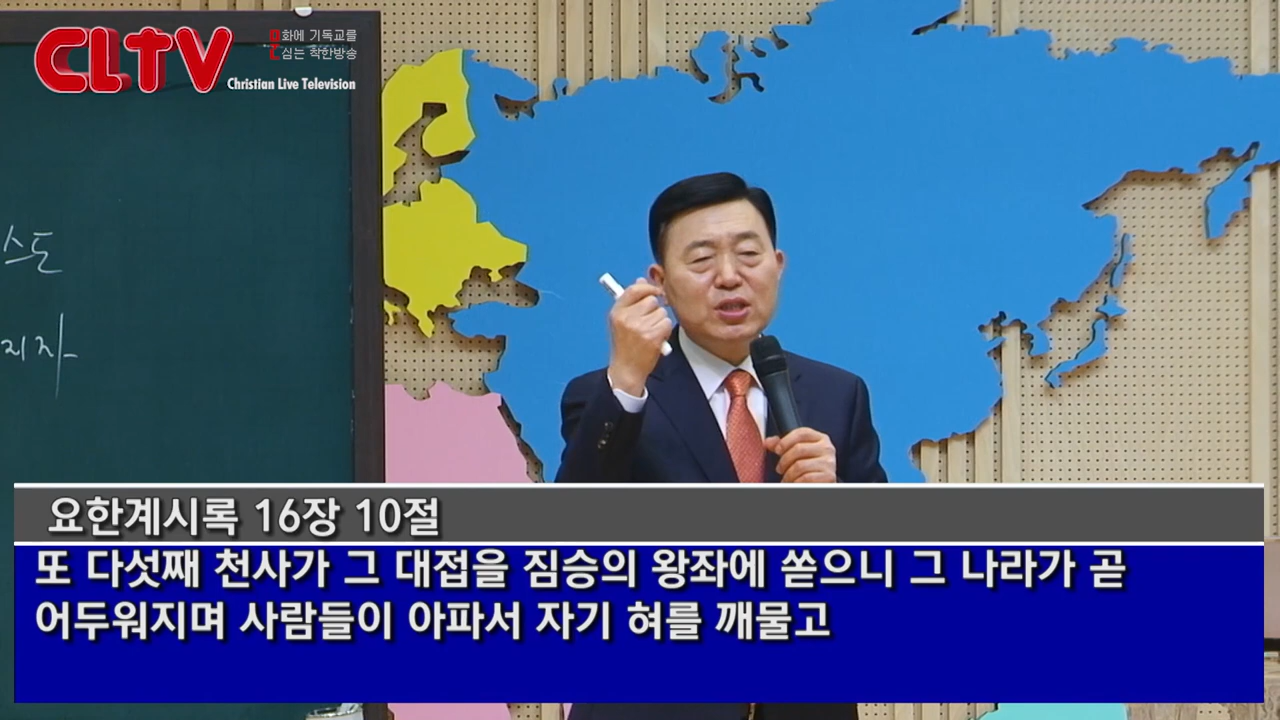 CLTV
문화에 기독교를
심는 착한방송
Christian Live Television
스도
지자
요한계시록 16장 10절
또 다섯째 천사가 그 대접을 짐승의 왕좌에 쏟으니 그 나라가 곧
어두워지며 사람들이 아파서 자기 혀를 깨물고